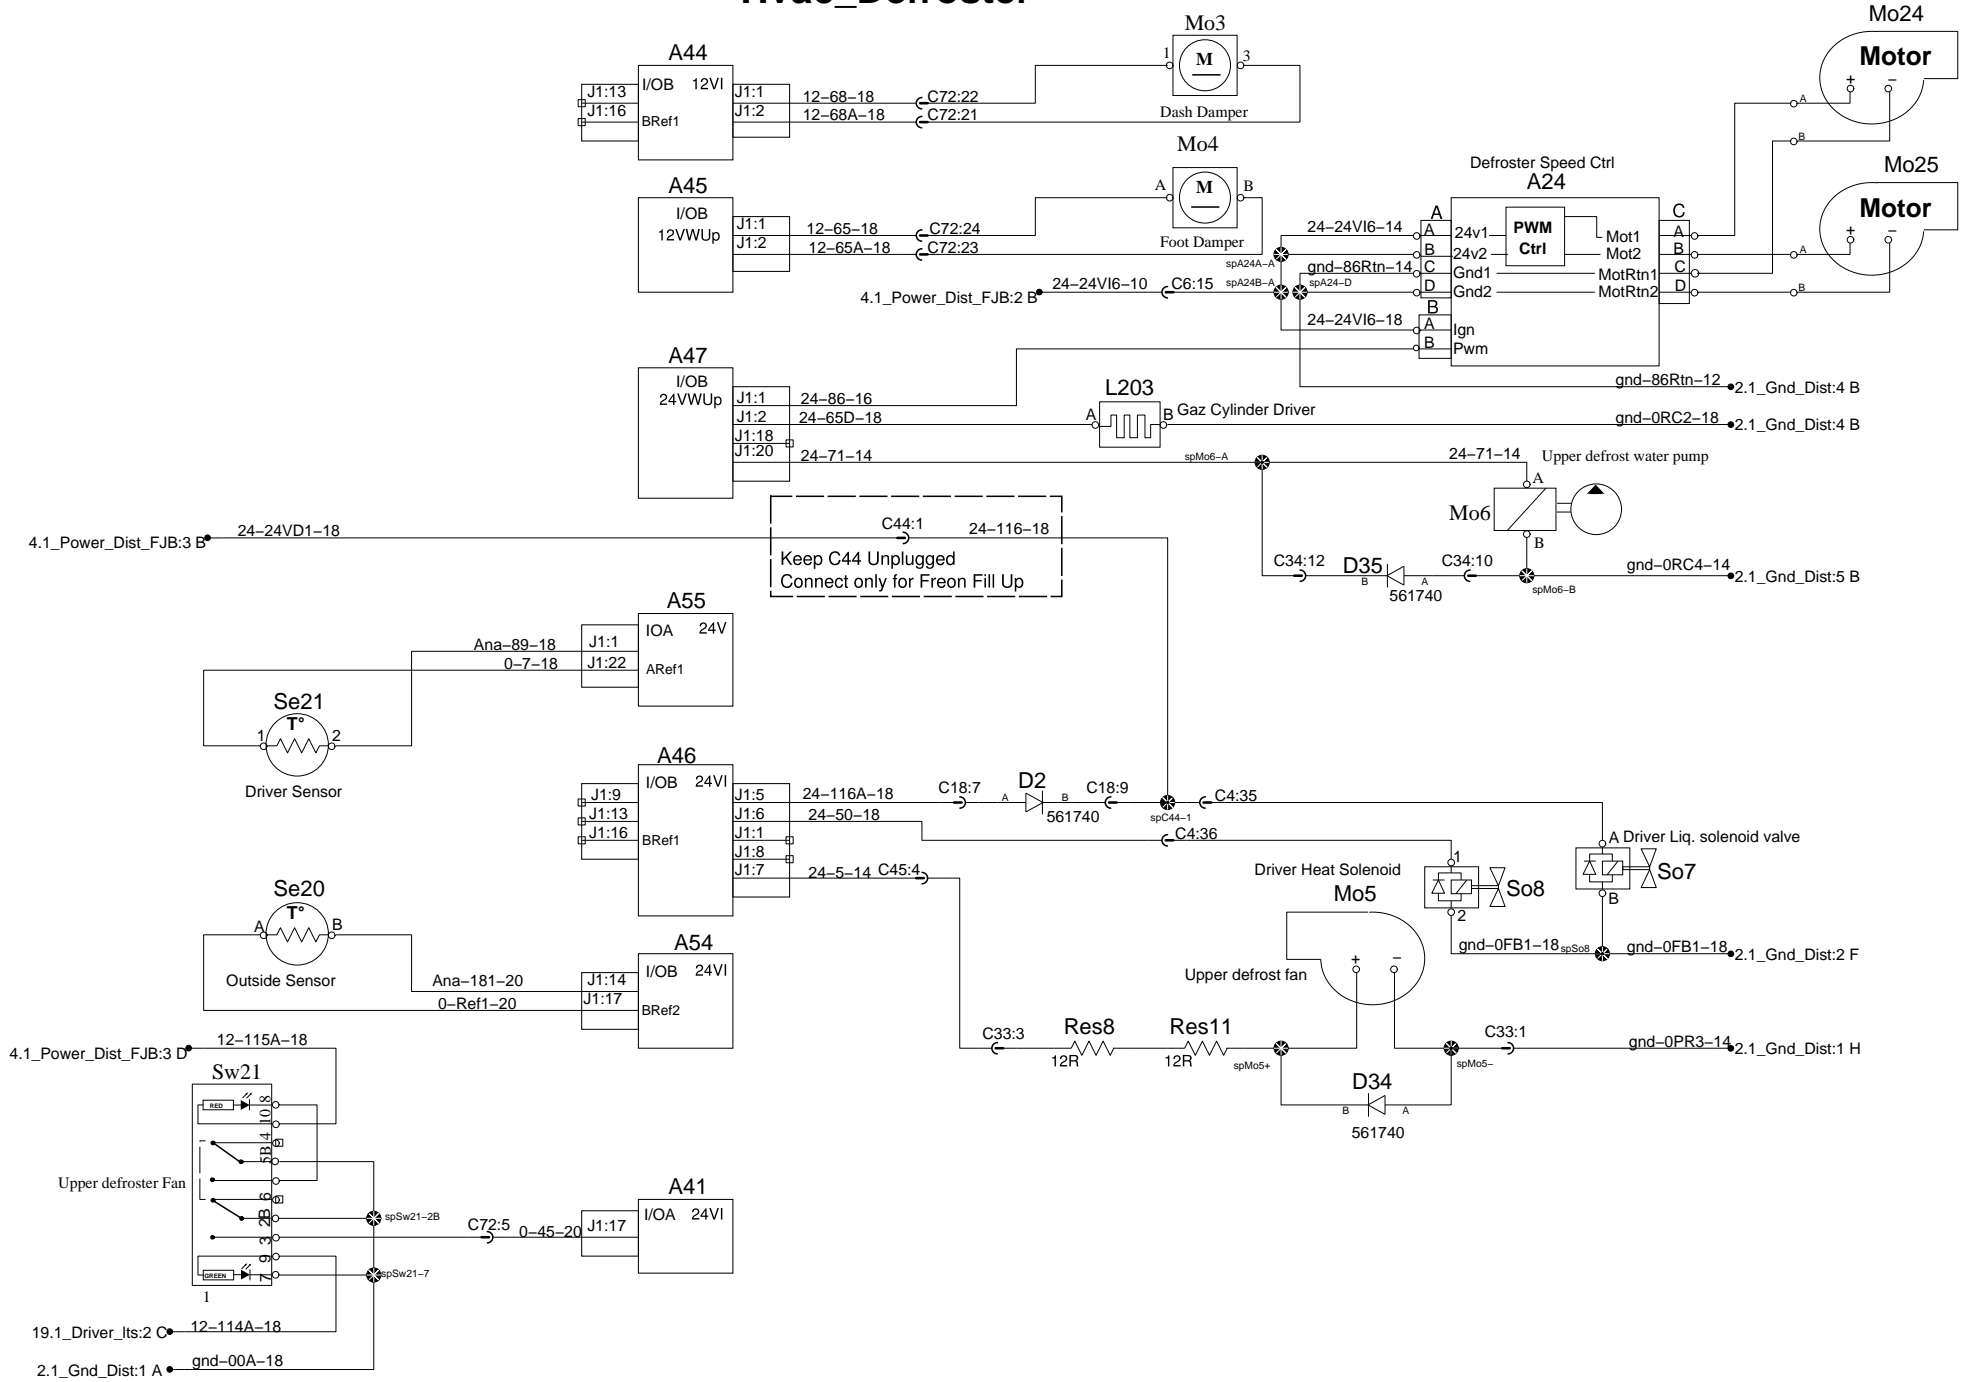 Hvac_Defroster
A44
I/OB 12VI
BRef1
J1:13
J1:16
J1:1
J1:2
12-68-18
12-68A-18
C72:22
C72:21
Mo3
1
M
3
Dash Damper
A45
I/OB
12VWUp
J1:1
J1:2
12-65-18
12-65A-18
C72:24
C72:23
Mo4
A
M
B
Foot Damper
4.1_Power_Dist_FJB:2 B
24-24VI6-10
C6:15
spA24A-A
spA24B-A
spA24-D
24-24VI6-14
gnd-86Rtn-14
24-24VI6-18
Defroster Speed Ctrl
A24
A
A
B
C
D
B
A
B
24v1
24v2
Gnd1
Gnd2
Ign
Pwm
PWM
Ctrl
Mot1
Mot2
MotRtn1
MotRtn2
C
A
B
C
D
Mo24
Motor
+ −
A
B
Mo25
Motor
+ −
A
B
gnd-86Rtn-12
2.1_Gnd_Dist:4 B
A47
I/OB
24VWUp
J1:1
J1:2
J1:18
J1:20
24-86-16
24-65D-18
24-71-14
L203
A
B
Gaz Cylinder Driver
gnd-0RC2-18
2.1_Gnd_Dist:4 B
spMo6-A
24-71-14
Upper defrost water pump
Mo6
A
B
C34:12
D35
B
A
561740
C34:10
spMo6-B
gnd-0RC4-14
2.1_Gnd_Dist:5 B
4.1_Power_Dist_FJB:3 B
24-24VD1-18
C44:1
24-116-18
Keep C44 Unplugged
Connect only for Freon Fill Up
A55
IOA 24V
ARef1
J1:1
J1:22
Ana-89-18
0-7-18
Se21
T°
1
2
Driver Sensor
A46
I/OB 24VI
BRef1
J1:9
J1:13
J1:16
J1:5
J1:6
J1:1
J1:8
J1:7
24-116A-18
24-50-18
24-5-14
C45:4
C18:7
D2
A
B
561740
C18:9
spC44-1
C4:35
C4:36
Driver Heat Solenoid
1
2
So8
A
Driver Liq. solenoid valve
B
So7
gnd-0FB1-18
spSo8
gnd-0FB1-18
2.1_Gnd_Dist:2 F
Mo5
+ −
Upper defrost fan
Se20
T°
A
B
Outside Sensor
A54
I/OB 24VI
BRef2
J1:14
J1:17
Ana-181-20
0-Ref1-20
C33:3
Res8
12R
Res11
12R
spMo5+
spMo5-
D34
B
A
561740
C33:1
gnd-0PR3-14
2.1_Gnd_Dist:1 H
4.1_Power_Dist_FJB:3 D
12-115A-18
Sw21
RED
8
10
4
5B
6
2B
3
9
7
GREEN
1
Upper defroster Fan
spSw21-2B
spSw21-7
C72:5
0-45-20
A41
I/OA 24VI
J1:17
19.1_Driver_lts:2 C
12-114A-18
2.1_Gnd_Dist:1 A
gnd-00A-18